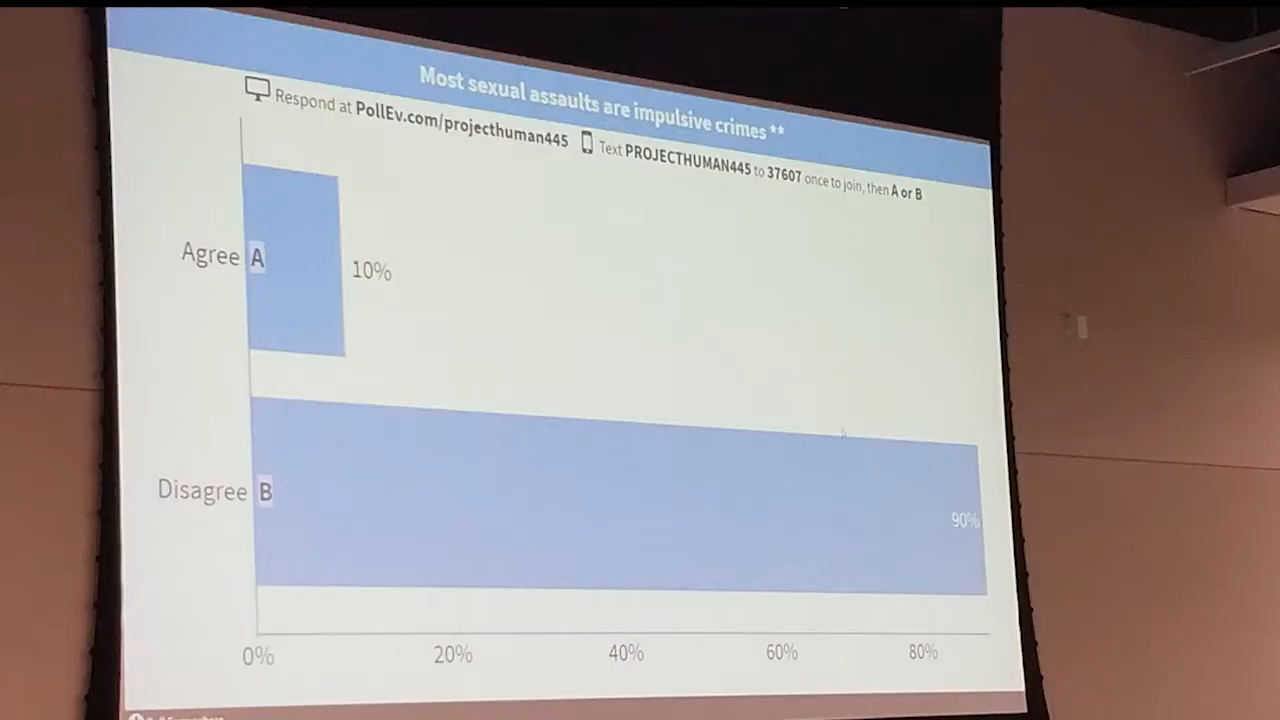 Most sexual assaults are impulsive crimes **
Respond at PollEv.com/projecthuman445 Text PROJECTHUMAN445 to 37607 once to join, then A or B
Agree A 10%
Disagree B 90%
0% 20% 40% 60% 80%